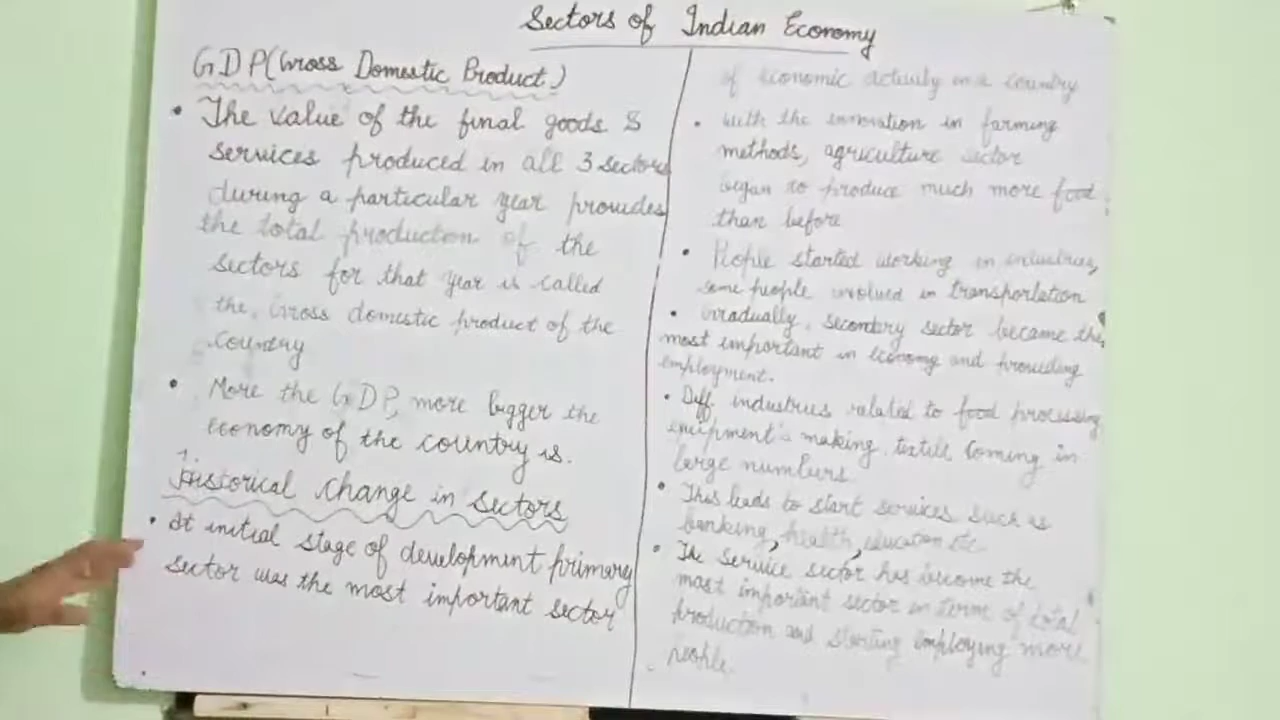 Sectors of Indian Economy
GDP (Gross Domestic Product)
• The value of the final goods &
services produced in all 3 sectors
during a particular year provides
the total production of the
sectors for that year is called
the, Gross domestic product of the
country
• More the GDP, more bigger the
economy of the country is.
Historical change in sectors
• At initial stage of development primary
sector was the most important sector
of economic activity in a country
• with the innovation in farming
methods, agriculture sector
began to produce much more food
than before
• People started working in industries,
some people involved in transportation
• Gradually, secondary sector became the
most important in economy and providing
employment.
• Diff industries related to food processing
equipment's making, textile coming in
large numbers
• This leads to start services such as
banking, health, education etc
• The service sector has become the
most important sector in term of total
production and starting employing more
people.